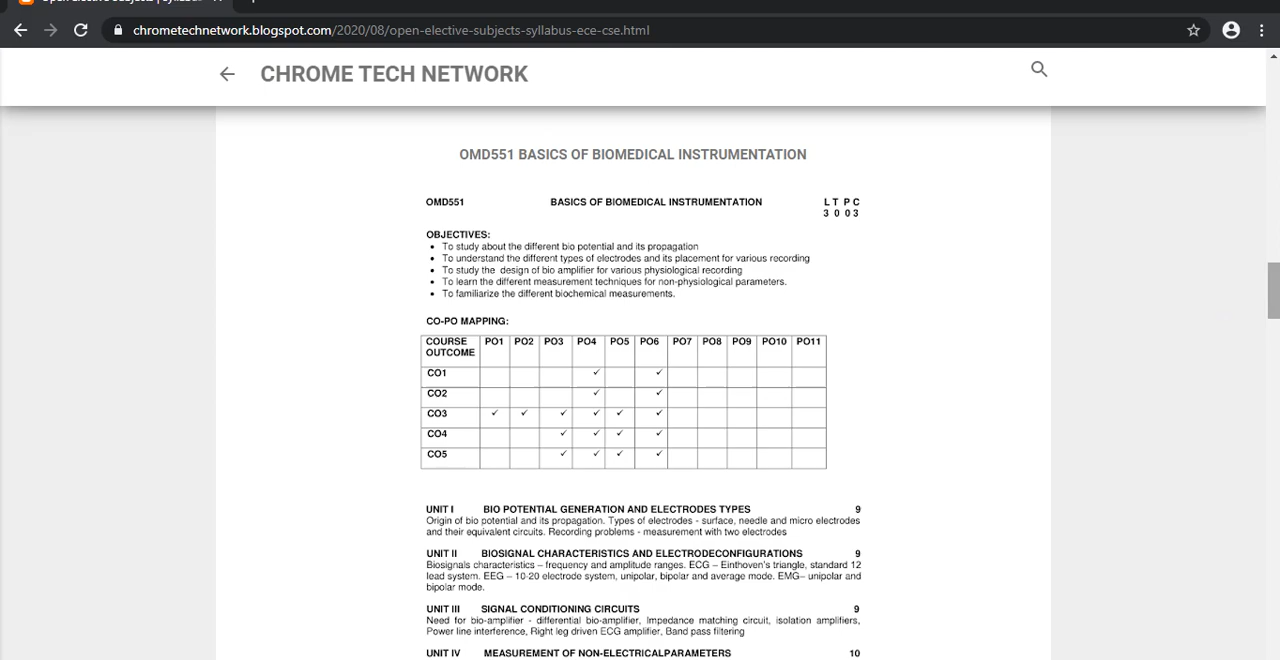 chrometechnetwork.blogspot.com/2020/08/open-elective-subjects-syllabus-ece-cse.html
CHROME TECH NETWORK
OMD551 BASICS OF BIOMEDICAL INSTRUMENTATION
OMD551 BASICS OF BIOMEDICAL INSTRUMENTATION L T P C
3 0 0 3
OBJECTIVES:
• To study about the different bio potential and its propagation
• To understand the different types of electrodes and its placement for various recording
• To study the design of bio amplifier for various physiological recording
• To learn the different measurement techniques for non-physiological parameters.
• To familiarize the different biochemical measurements.
CO-PO MAPPING:
COURSE OUTCOME PO1 PO2 PO3 PO4 PO5 PO6 PO7 PO8 PO9 PO10 PO11
CO1 ✓ ✓
CO2 ✓ ✓
CO3 ✓ ✓ ✓ ✓ ✓ ✓
CO4 ✓ ✓ ✓ ✓
CO5 ✓ ✓ ✓ ✓
UNIT I BIO POTENTIAL GENERATION AND ELECTRODES TYPES 9
Origin of bio potential and its propagation. Types of electrodes - surface, needle and micro electrodes
and their equivalent circuits. Recording problems - measurement with two electrodes
UNIT II BIOSIGNAL CHARACTERISTICS AND ELECTRODECONFIGURATIONS 9
Biosignals characteristics – frequency and amplitude ranges. ECG – Einthoven's triangle, standard 12
lead system. EEG – 10-20 electrode system, unipolar, bipolar and average mode. EMG– unipolar and
bipolar mode.
UNIT III SIGNAL CONDITIONING CIRCUITS 9
Need for bio-amplifier - differential bio-amplifier, Impedance matching circuit, isolation amplifiers,
Power line interference, Right leg driven ECG amplifier, Band pass filtering
UNIT IV MEASUREMENT OF NON-ELECTRICALPARAMETERS 10